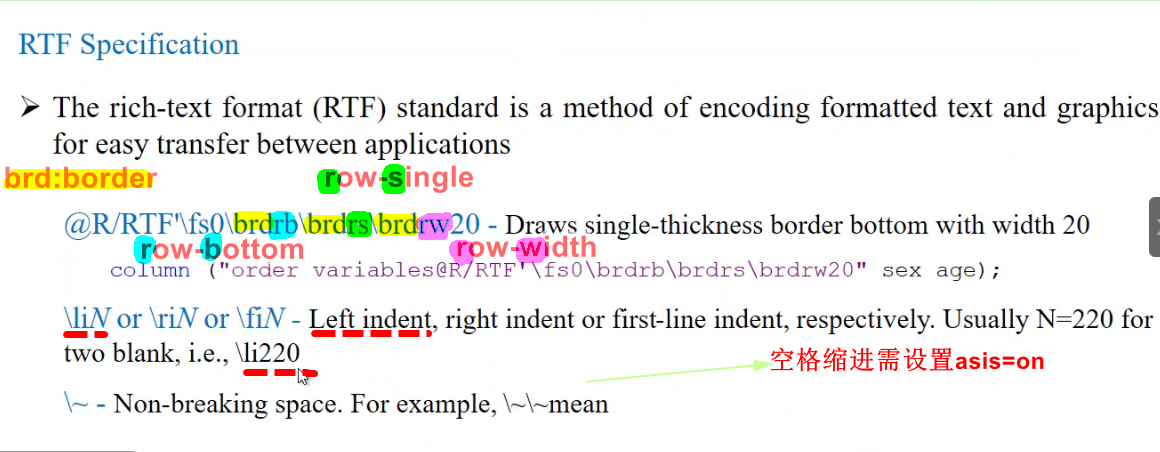 RTF Specification
➤ The rich-text format (RTF) standard is a method of encoding formatted text and graphics
for easy transfer between applications
brd:border
row-single
@R/RTF'\fs0\brdrb\brdrs\brdrw20 - Draws single-thickness border bottom with width 20
row-bottom
row-width
column ("order variables@R/RTF'\fs0\brdrb\brdrs\brdrw20" sex age);
\liN or \riN or \fiN - Left indent, right indent or first-line indent, respectively. Usually N=220 for
two blank, i.e., \li220
空格缩进需设置asis=on
\~ - Non-breaking space. For example, \~\~mean